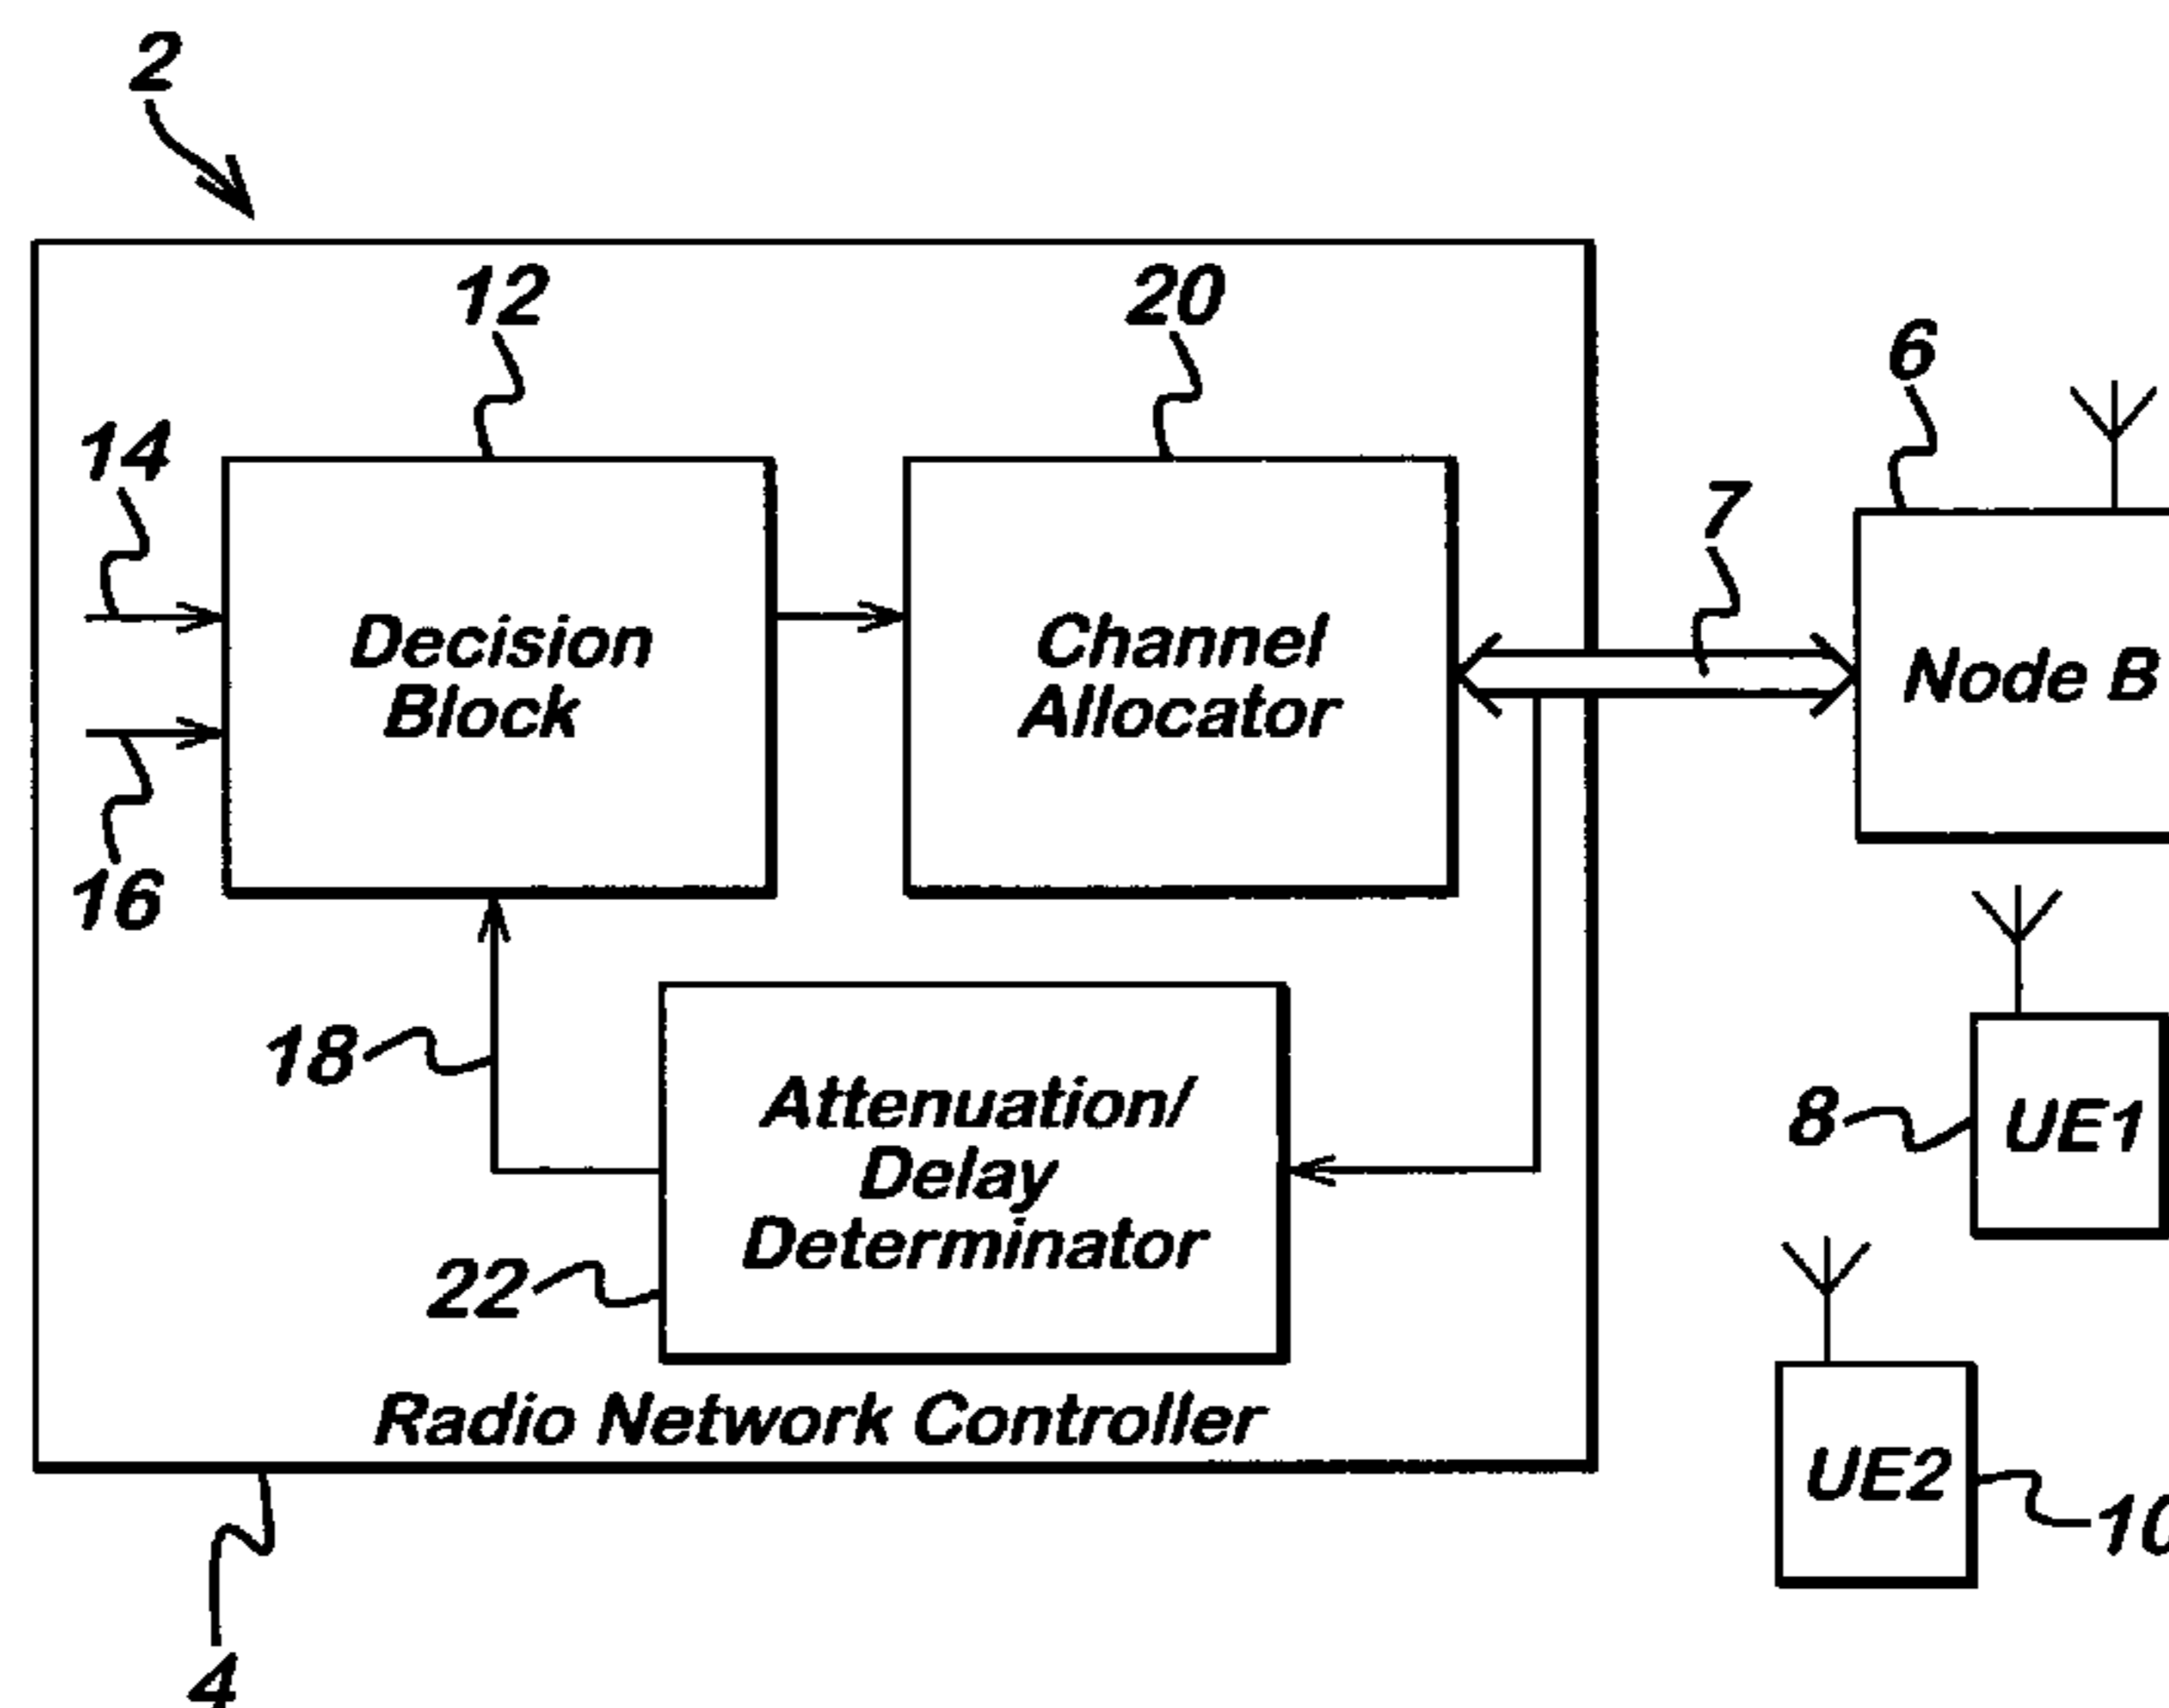 2
12
20
6
14
7
Decision
Block
Channel
Allocator
Node B
16
18
Attenuation/
Delay
Determinator
8
UE1
22
Radio Network Controller
UE2
10
4